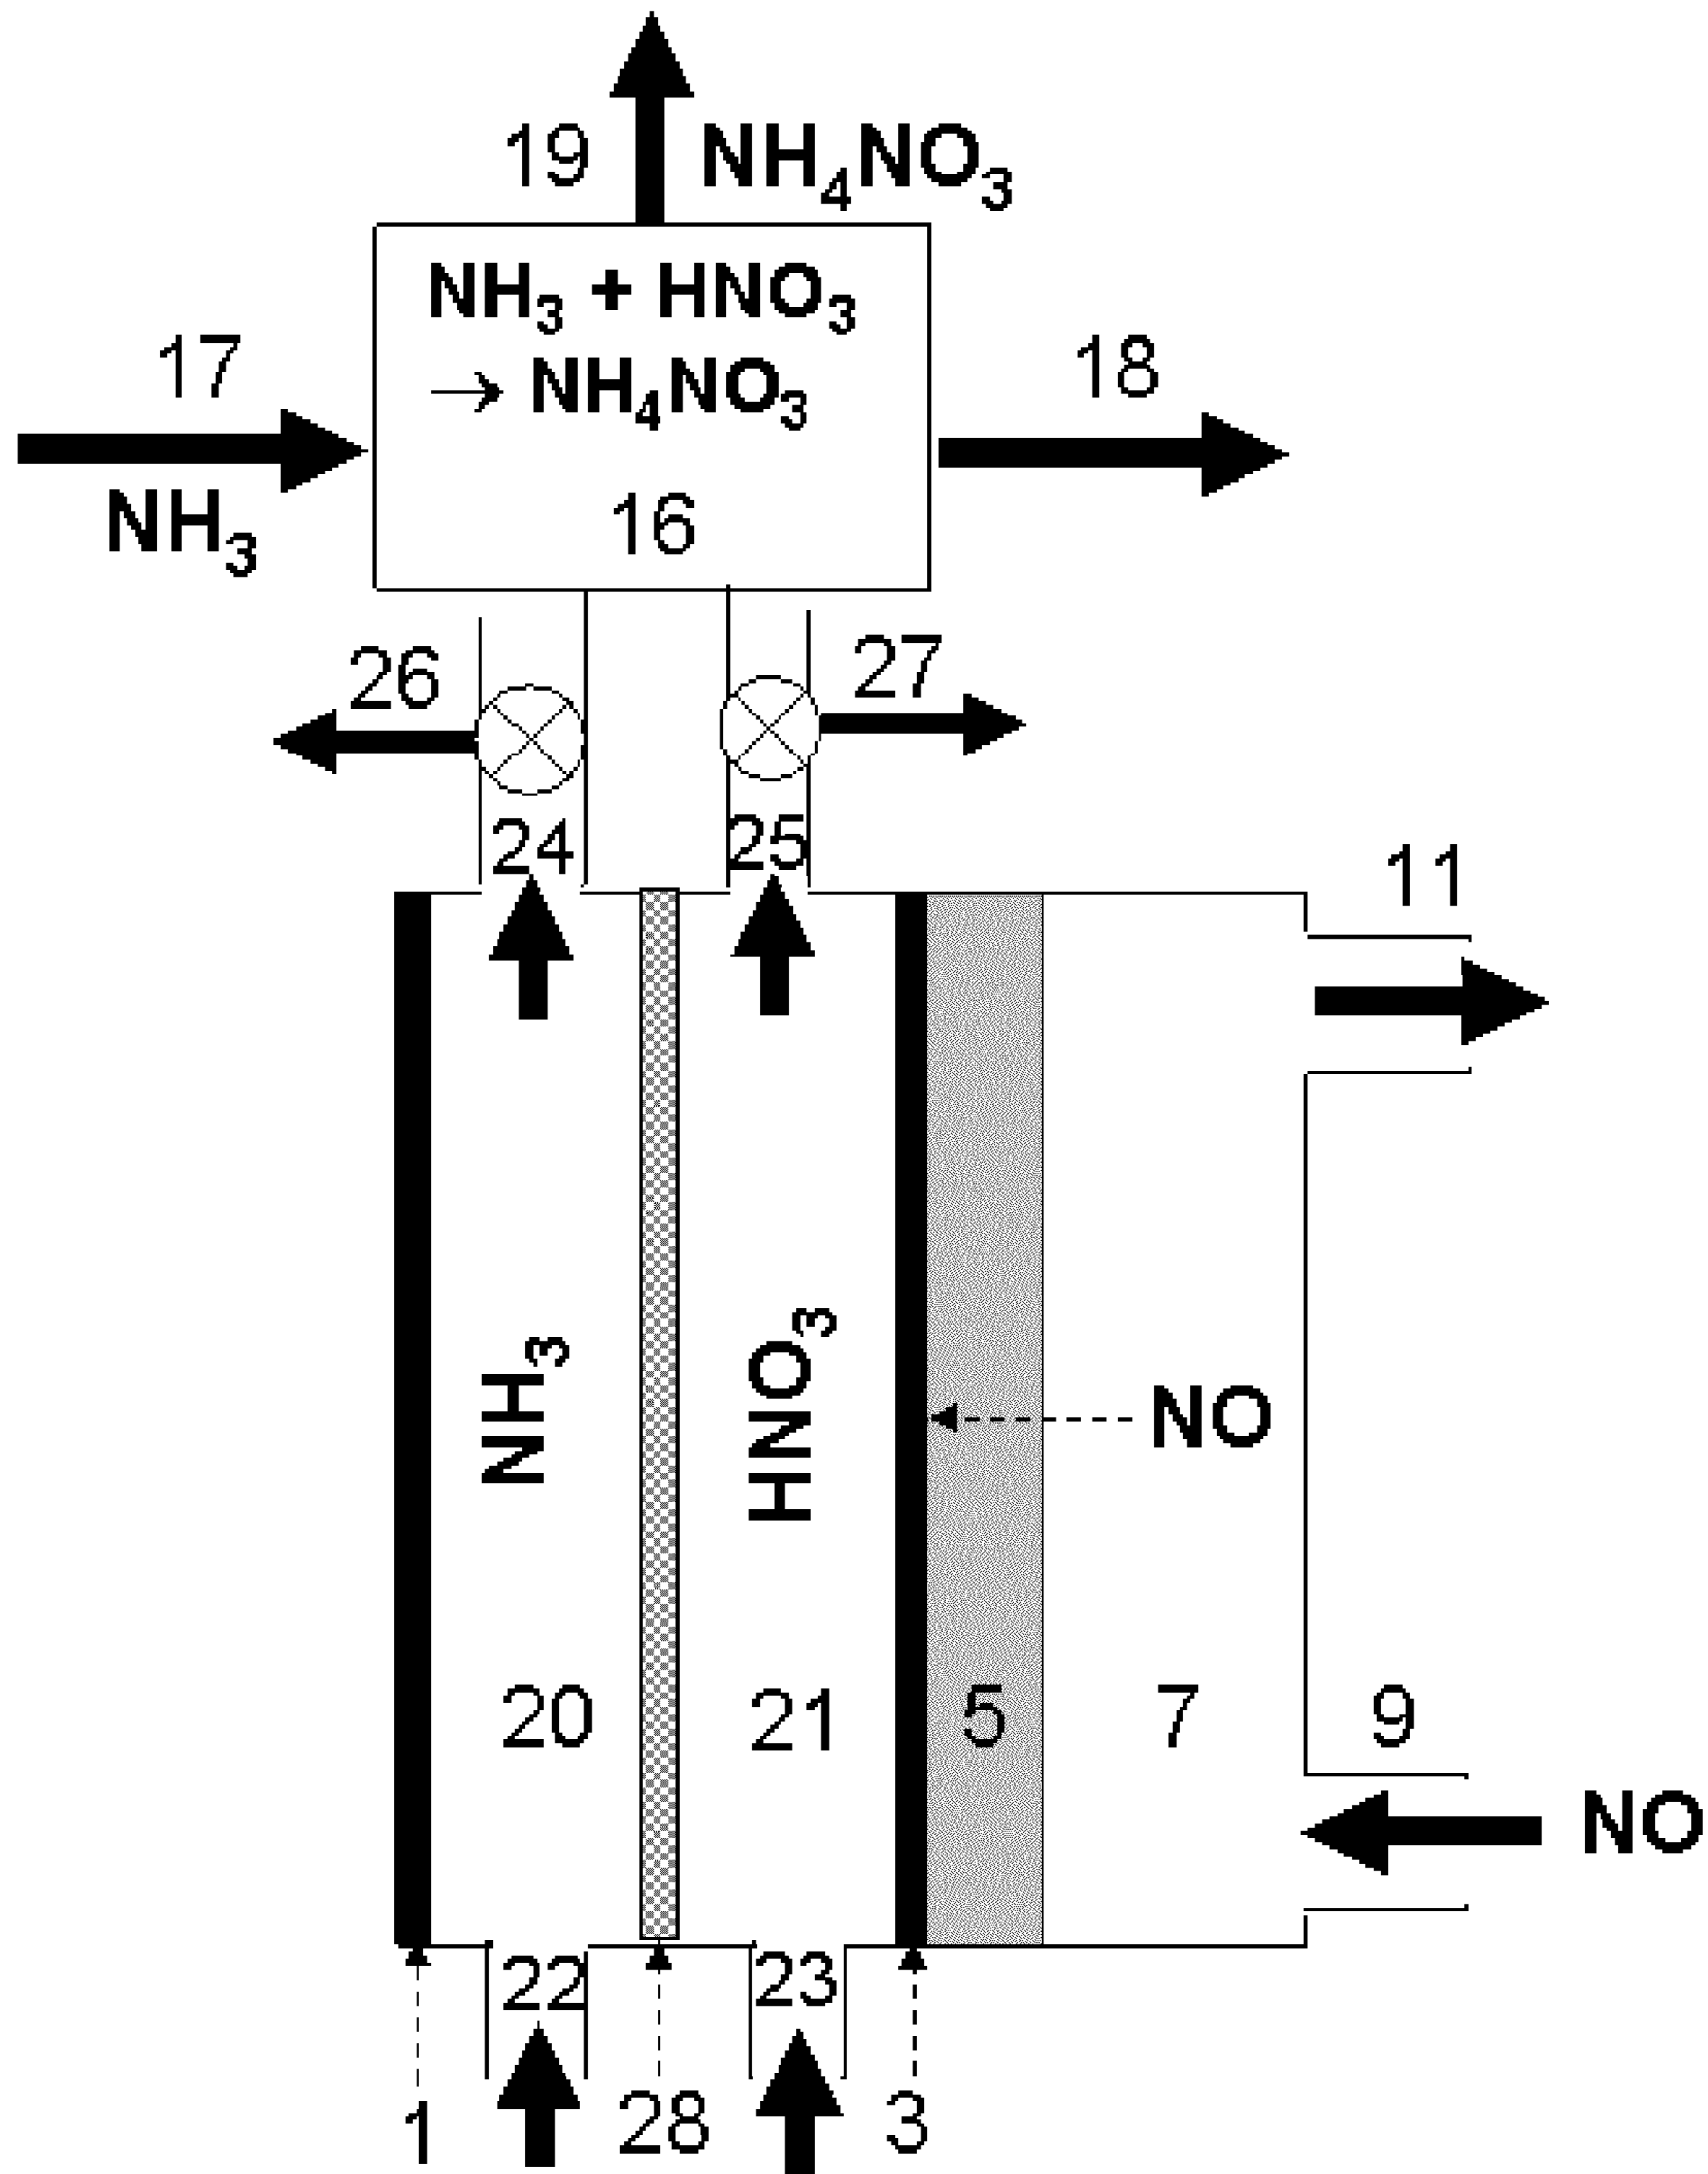 19 NH₄NO₃
NH₃ + HNO₃
→ NH₄NO₃
17
18
NH₃
16
26
27
24
25
11
NH₃
HNO₃
NO
20
21
5
7
9
NO
22
23
1
28
3